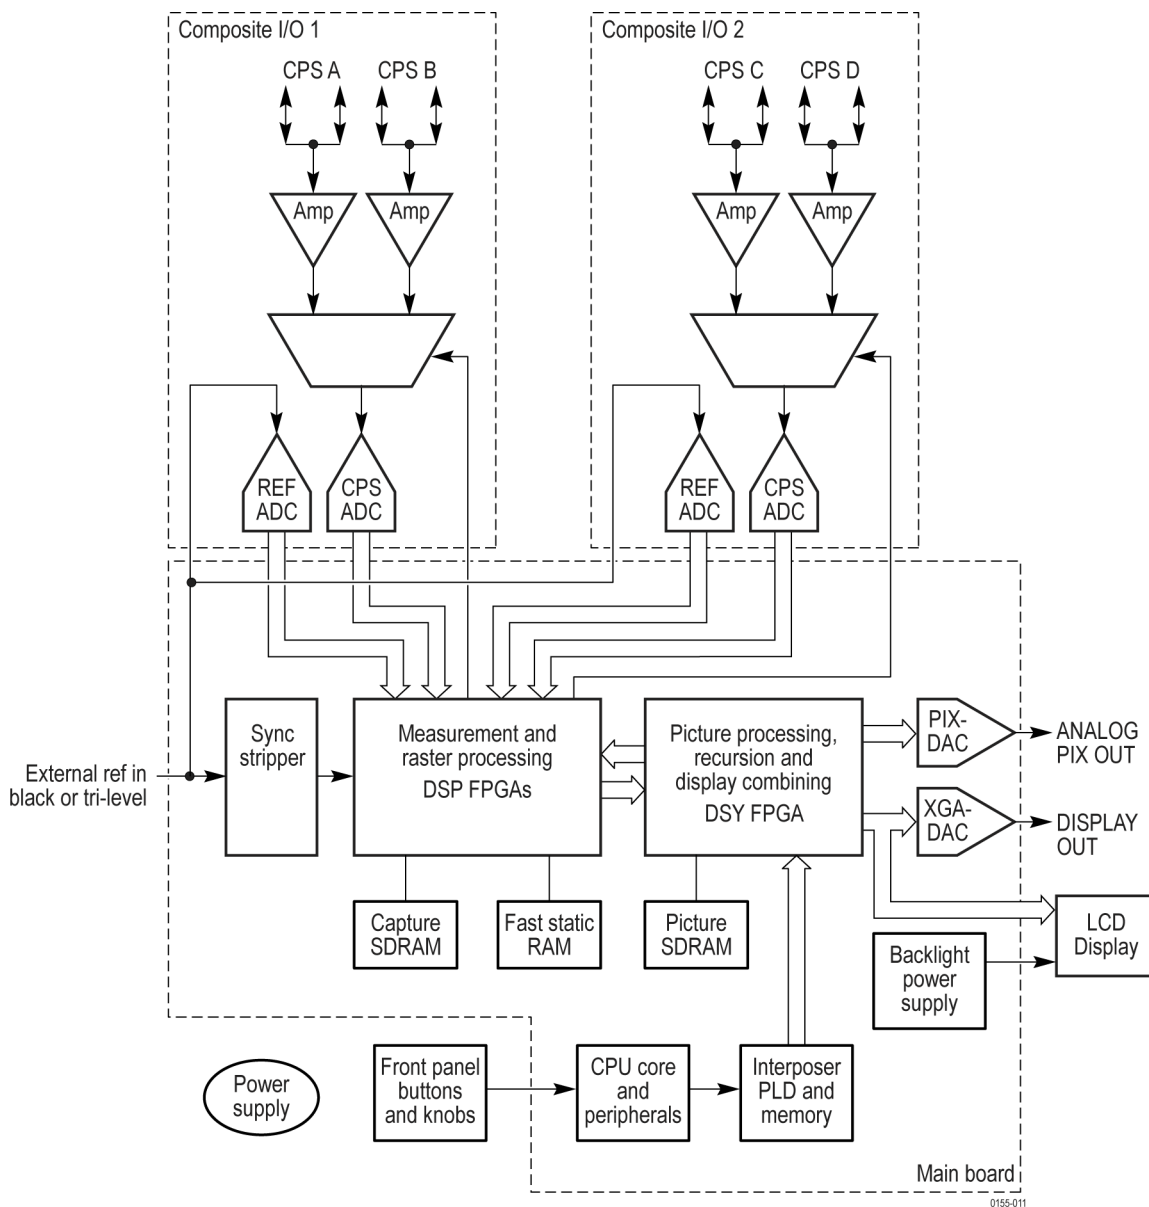 Composite I/O 1
Composite I/O 2
CPS A
CPS B
CPS C
CPS D
Amp
Amp
Amp
Amp
REF
ADC
CPS
ADC
REF
ADC
CPS
ADC
Sync
stripper
Measurement and
raster processing
DSP FPGAs
Picture processing,
recursion and
display combining
DSY FPGA
PIX-
DAC
ANALOG
PIX OUT
External ref in
black or tri-level
XGA-
DAC
DISPLAY
OUT
Capture
SDRAM
Fast static
RAM
Picture
SDRAM
LCD
Display
Backlight
power
supply
Power
supply
Front panel
buttons
and knobs
CPU core
and
peripherals
Interposer
PLD and
memory
Main board
0155-011